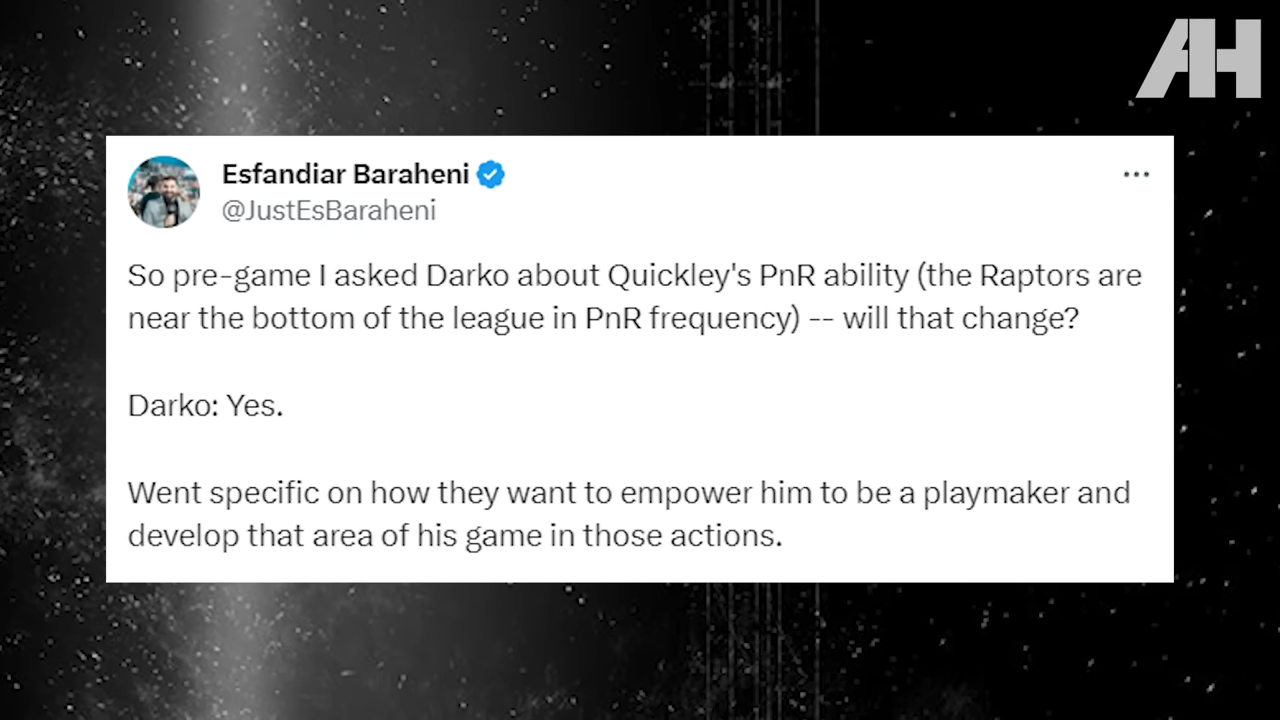 AH
Esfandiar Baraheni
@JustEsBaraheni
So pre-game I asked Darko about Quickley's PnR ability (the Raptors are
near the bottom of the league in PnR frequency) -- will that change?
Darko: Yes.
Went specific on how they want to empower him to be a playmaker and
develop that area of his game in those actions.